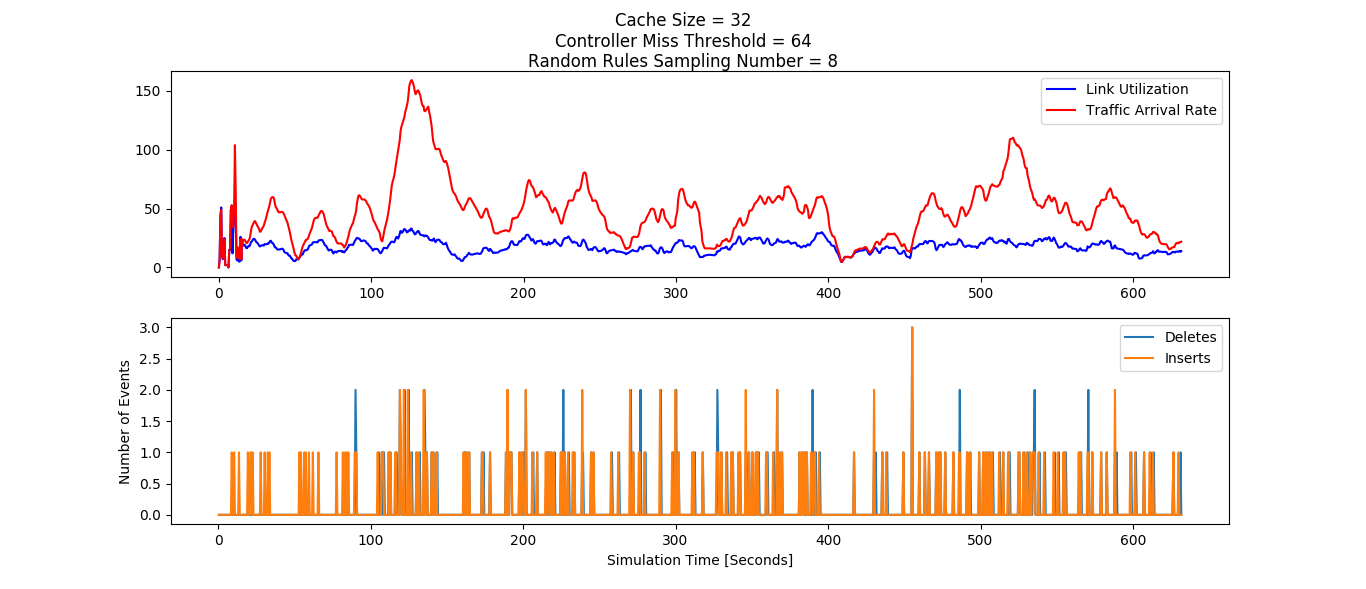 Cache Size = 32
Controller Miss Threshold = 64
Random Rules Sampling Number = 8
Link Utilization
Traffic Arrival Rate
150
100
50
0
0 100 200 300 400 500 600
Deletes
Inserts
Number of Events
3.0
2.5
2.0
1.5
1.0
0.5
0.0
0 100 200 300 400 500 600
Simulation Time [Seconds]